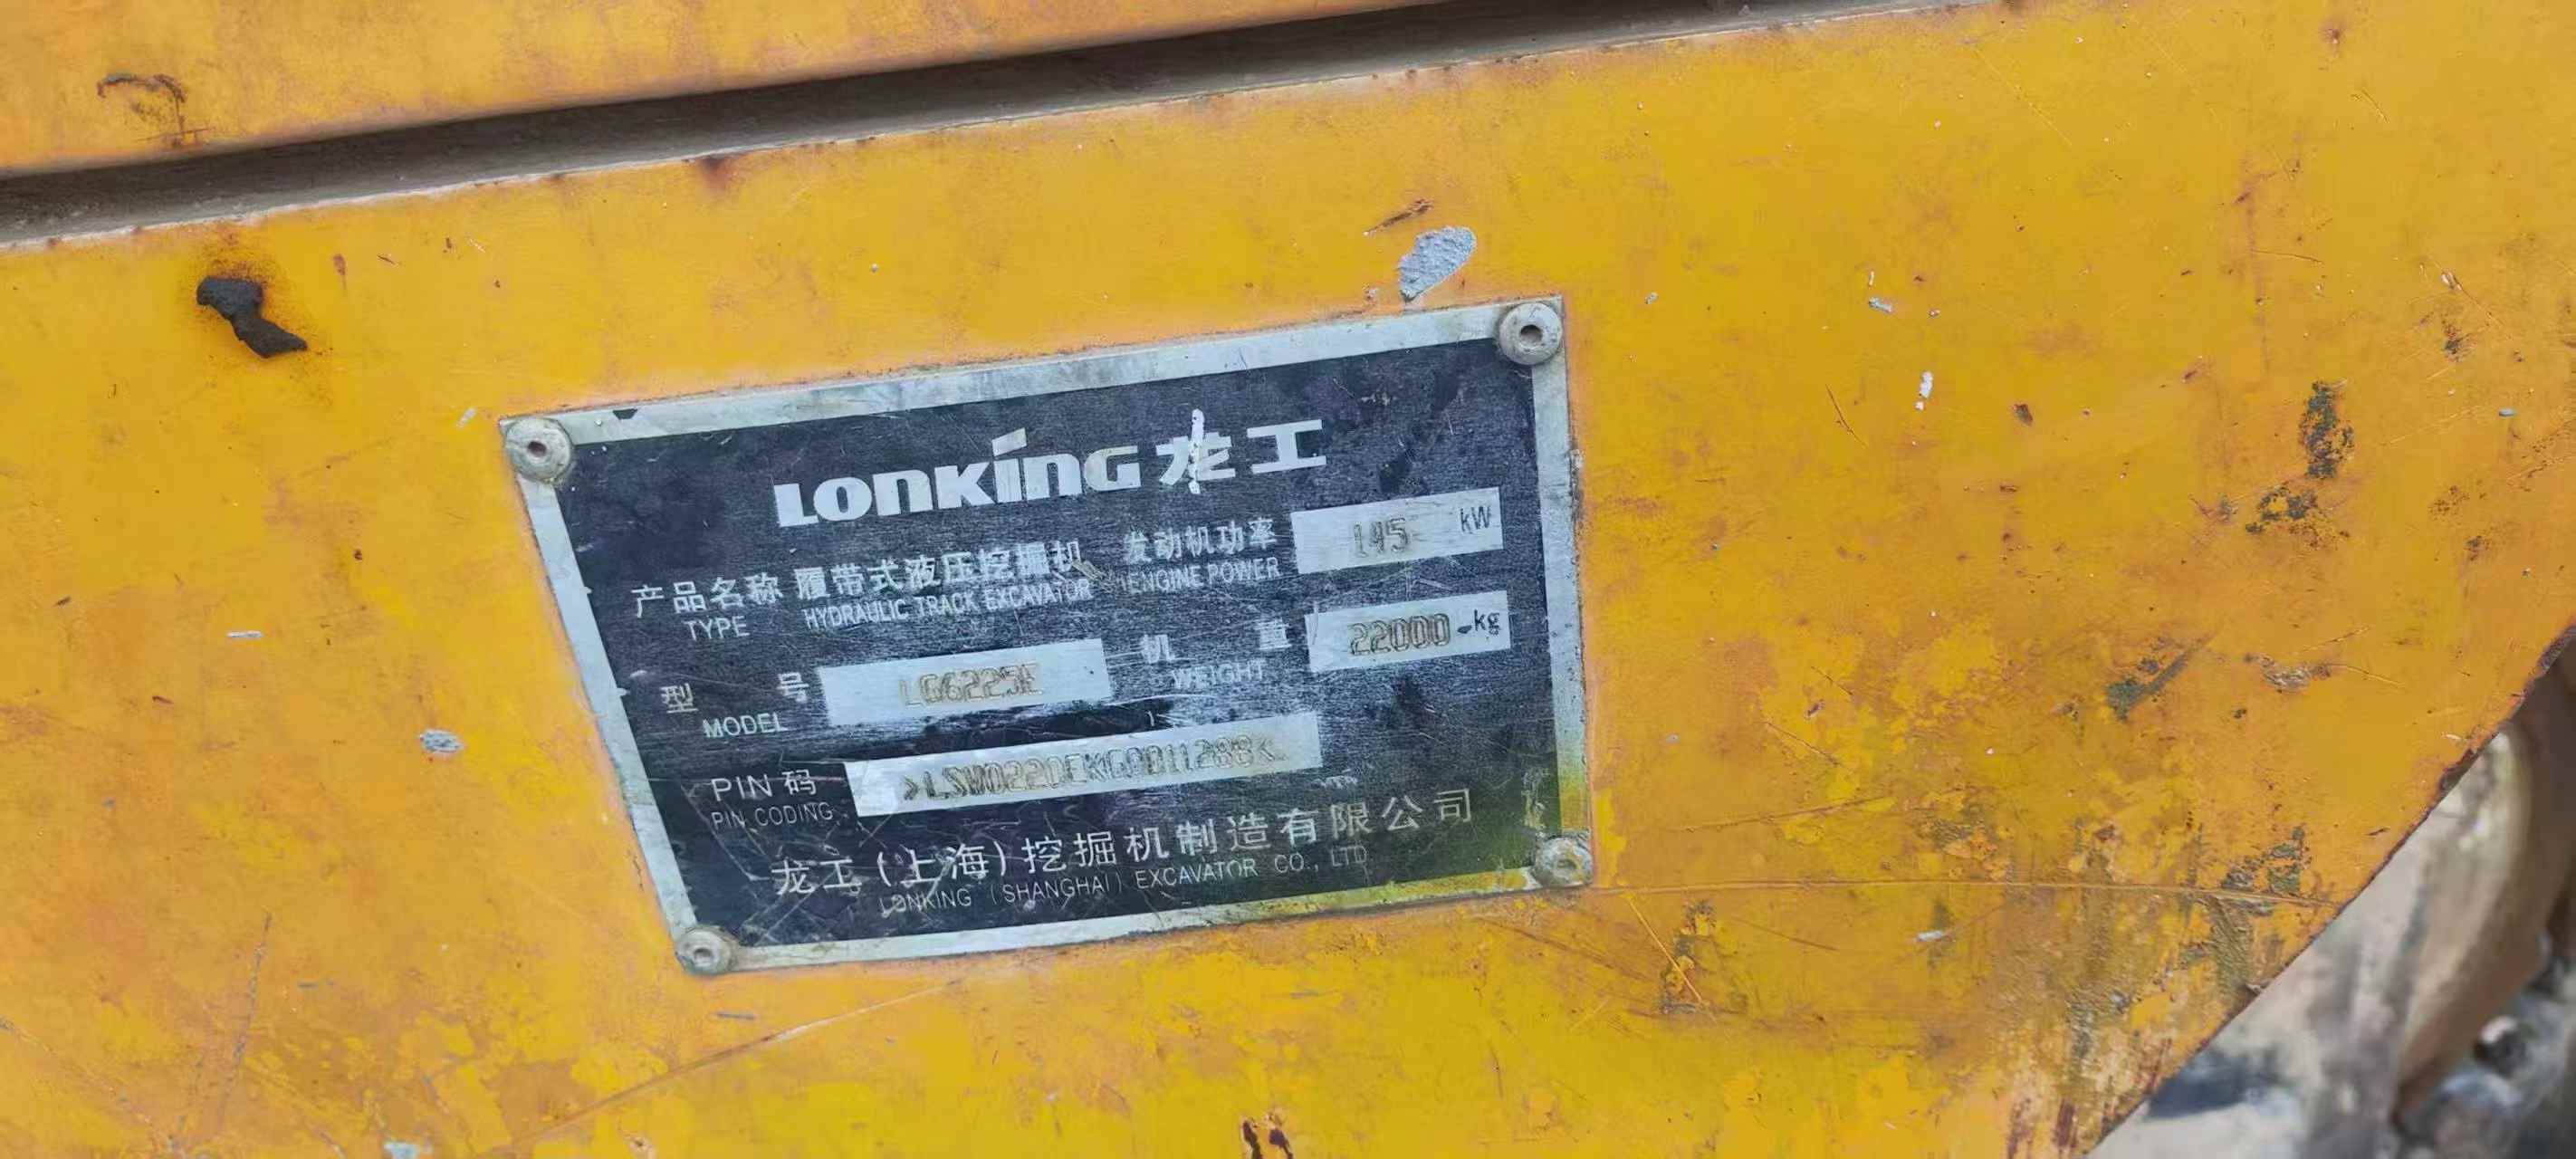 LONKING 龙工
产品名称 履带式液压挖掘机 发动机功率 145 kW
TYPE HYDRAULIC TRACK EXCAVATOR ENGINE POWER
型号 LG6225E 机重 22000 kg
MODEL WEIGHT
PIN 码
PIN CODING
龙工(上海)挖掘机制造有限公司
LONKING (SHANGHAI) EXCAVATOR CO., LTD